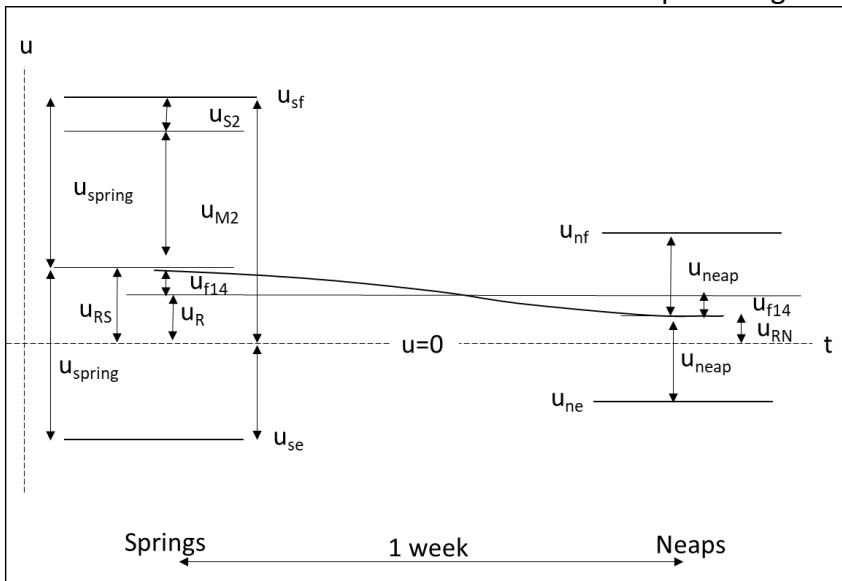 u
u_sf
u_S2
u_spring
u_M2
u_nf
u_neap
u_f14
u_f14
u_RS
u_R
u_RN
u=0
t
u_spring
u_neap
u_ne
u_se
Springs
1 week
Neaps